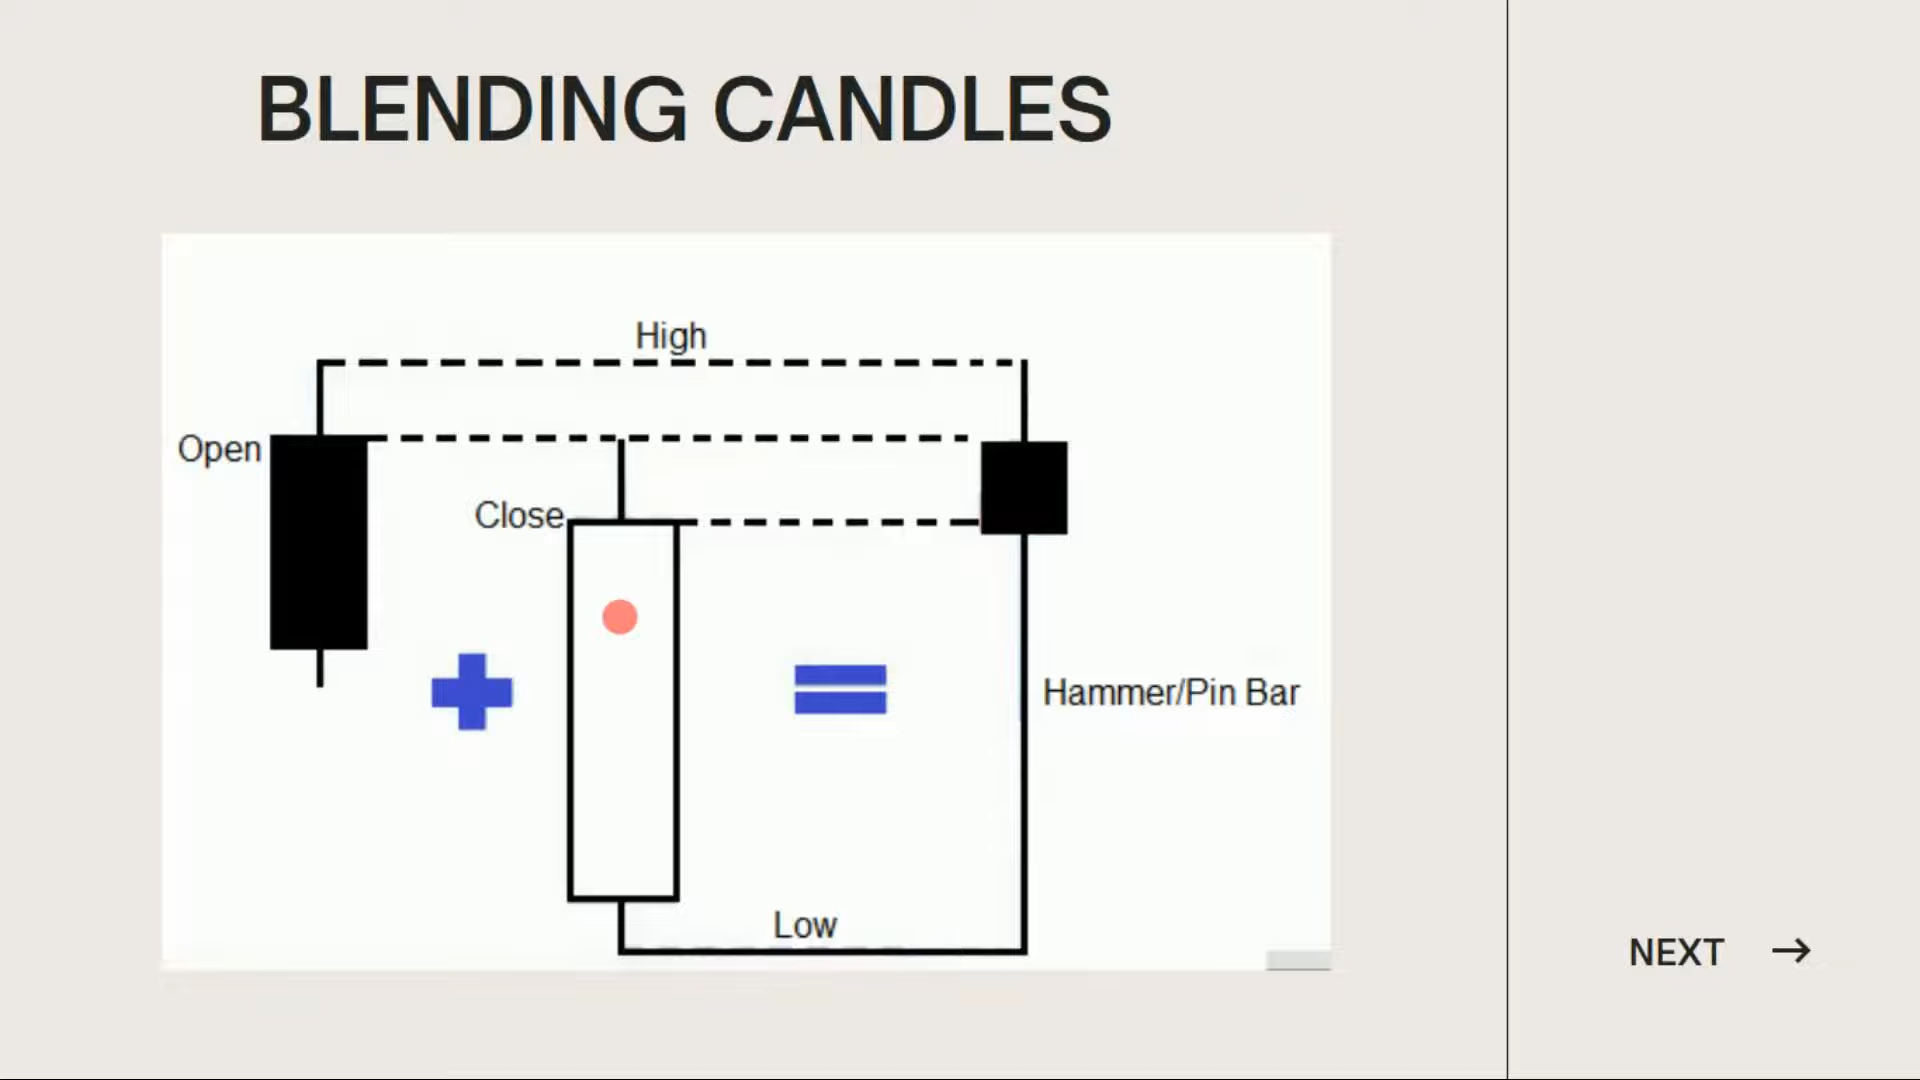 BLENDING CANDLES
High
Open
Close
Hammer/Pin Bar
Low
NEXT →